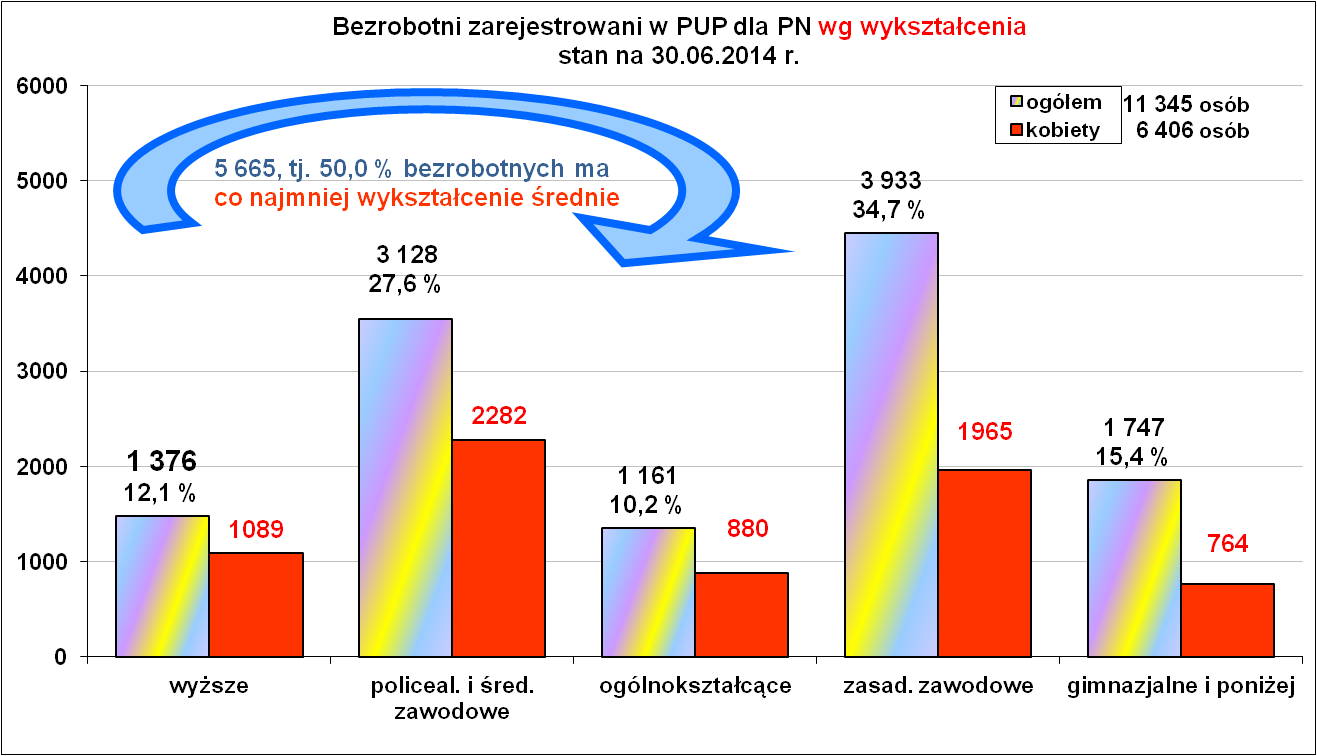 Bezrobotni zarejestrowani w PUP dla PN wg wykształcenia
stan na 30.06.2014 r.
ogółem 11 345 osób
kobiety 6 406 osób
5 665, tj. 50,0 % bezrobotnych ma
co najmniej wykształcenie średnie
6000
5000
4000
3000
2000
1000
0
1 376
12,1 %
1089
3 128
27,6 %
2282
1 161
10,2 %
880
3 933
34,7 %
1965
1 747
15,4 %
764
wyższe
policeal. i śred.
zawodowe
ogólnokształcące
zasad. zawodowe
gimnazjalne i poniżej